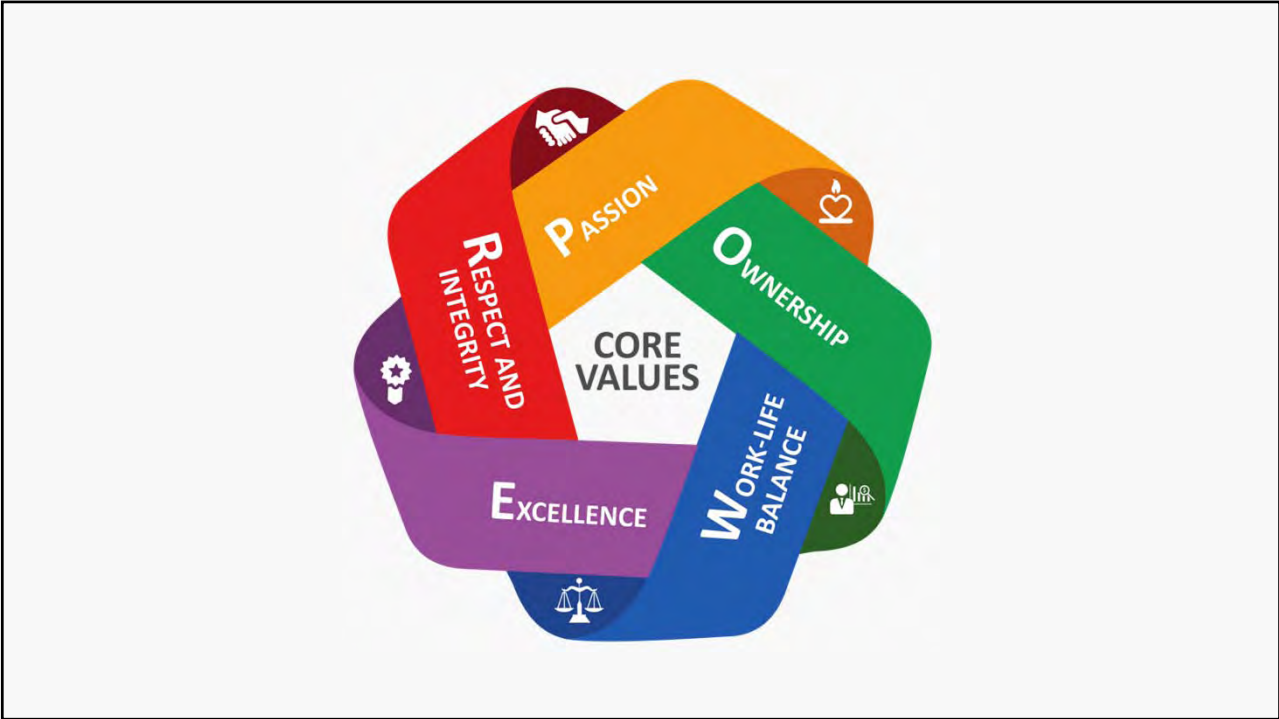 PASSION
OWNERSHIP
WORK-LIFE
BALANCE
EXCELLENCE
RESPECT AND
INTEGRITY
CORE
VALUES